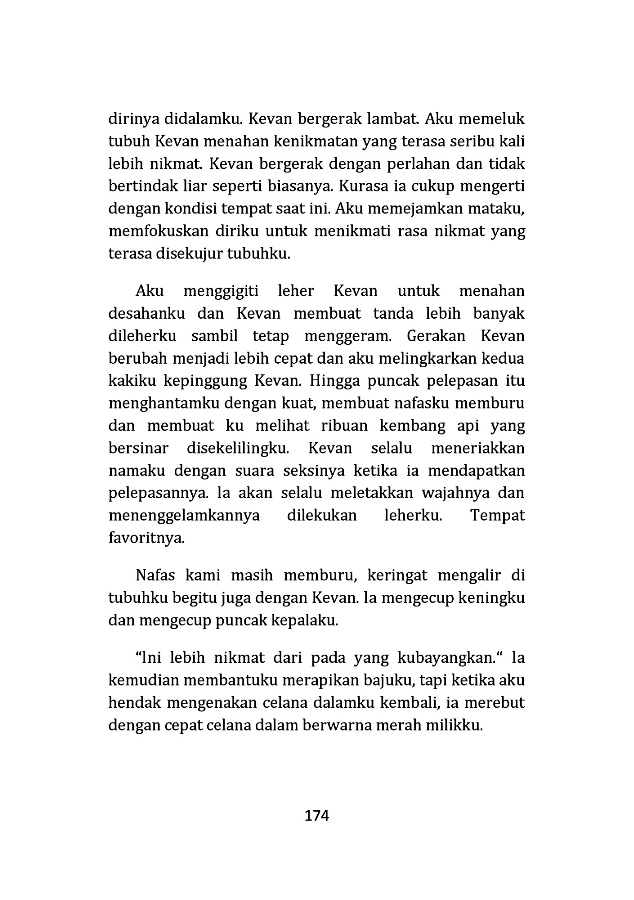 dirinya didalamku. Kevan bergerak lambat. Aku memeluk
tubuh Kevan menahan kenikmatan yang terasa seribu kali
lebih nikmat. Kevan bergerak dengan perlahan dan tidak
bertindak liar seperti biasanya. Kurasa ia cukup mengerti
dengan kondisi tempat saat ini. Aku memejamkan mataku,
memfokuskan diriku untuk menikmati rasa nikmat yang
terasa disekujur tubuhku.
Aku menggigiti leher Kevan untuk menahan
desahanku dan Kevan membuat tanda lebih banyak
dileherku sambil tetap menggeram. Gerakan Kevan
berubah menjadi lebih cepat dan aku melingkarkan kedua
kakiku kepinggung Kevan. Hingga puncak pelepasan itu
menghantamku dengan kuat, membuat nafasku memburu
dan membuat ku melihat ribuan kembang api yang
bersinar disekelilingku. Kevan selalu meneriakkan
namaku dengan suara seksinya ketika ia mendapatkan
pelepasannya. Ia akan selalu meletakkan wajahnya dan
menenggelamkannya dilekukan leherku. Tempat
favoritnya.
Nafas kami masih memburu, keringat mengalir di
tubuhku begitu juga dengan Kevan. Ia mengecup keningku
dan mengecup puncak kepalaku.
“Ini lebih nikmat dari pada yang kubayangkan.“ Ia
kemudian membantuku merapikan bajuku, tapi ketika aku
hendak mengenakan celana dalamku kembali, ia merebut
dengan cepat celana dalam berwarna merah milikku.
174